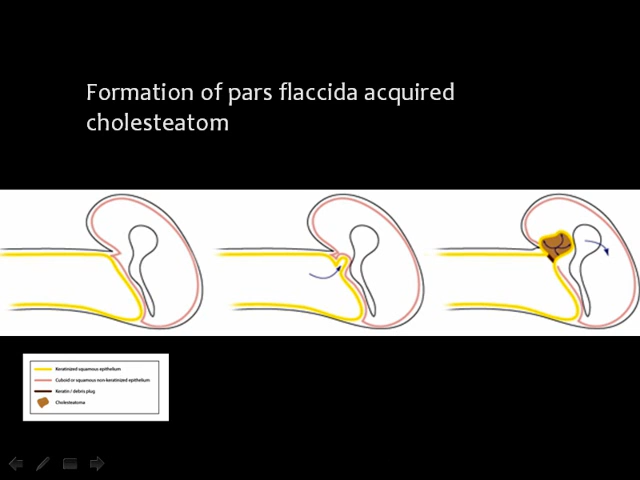 Formation of pars flaccida acquired
cholesteatom
Keratinized squamous epithelium
Cuboid or squamous non-keratinized epithelium
Keratin / debris plug
Cholesteatoma